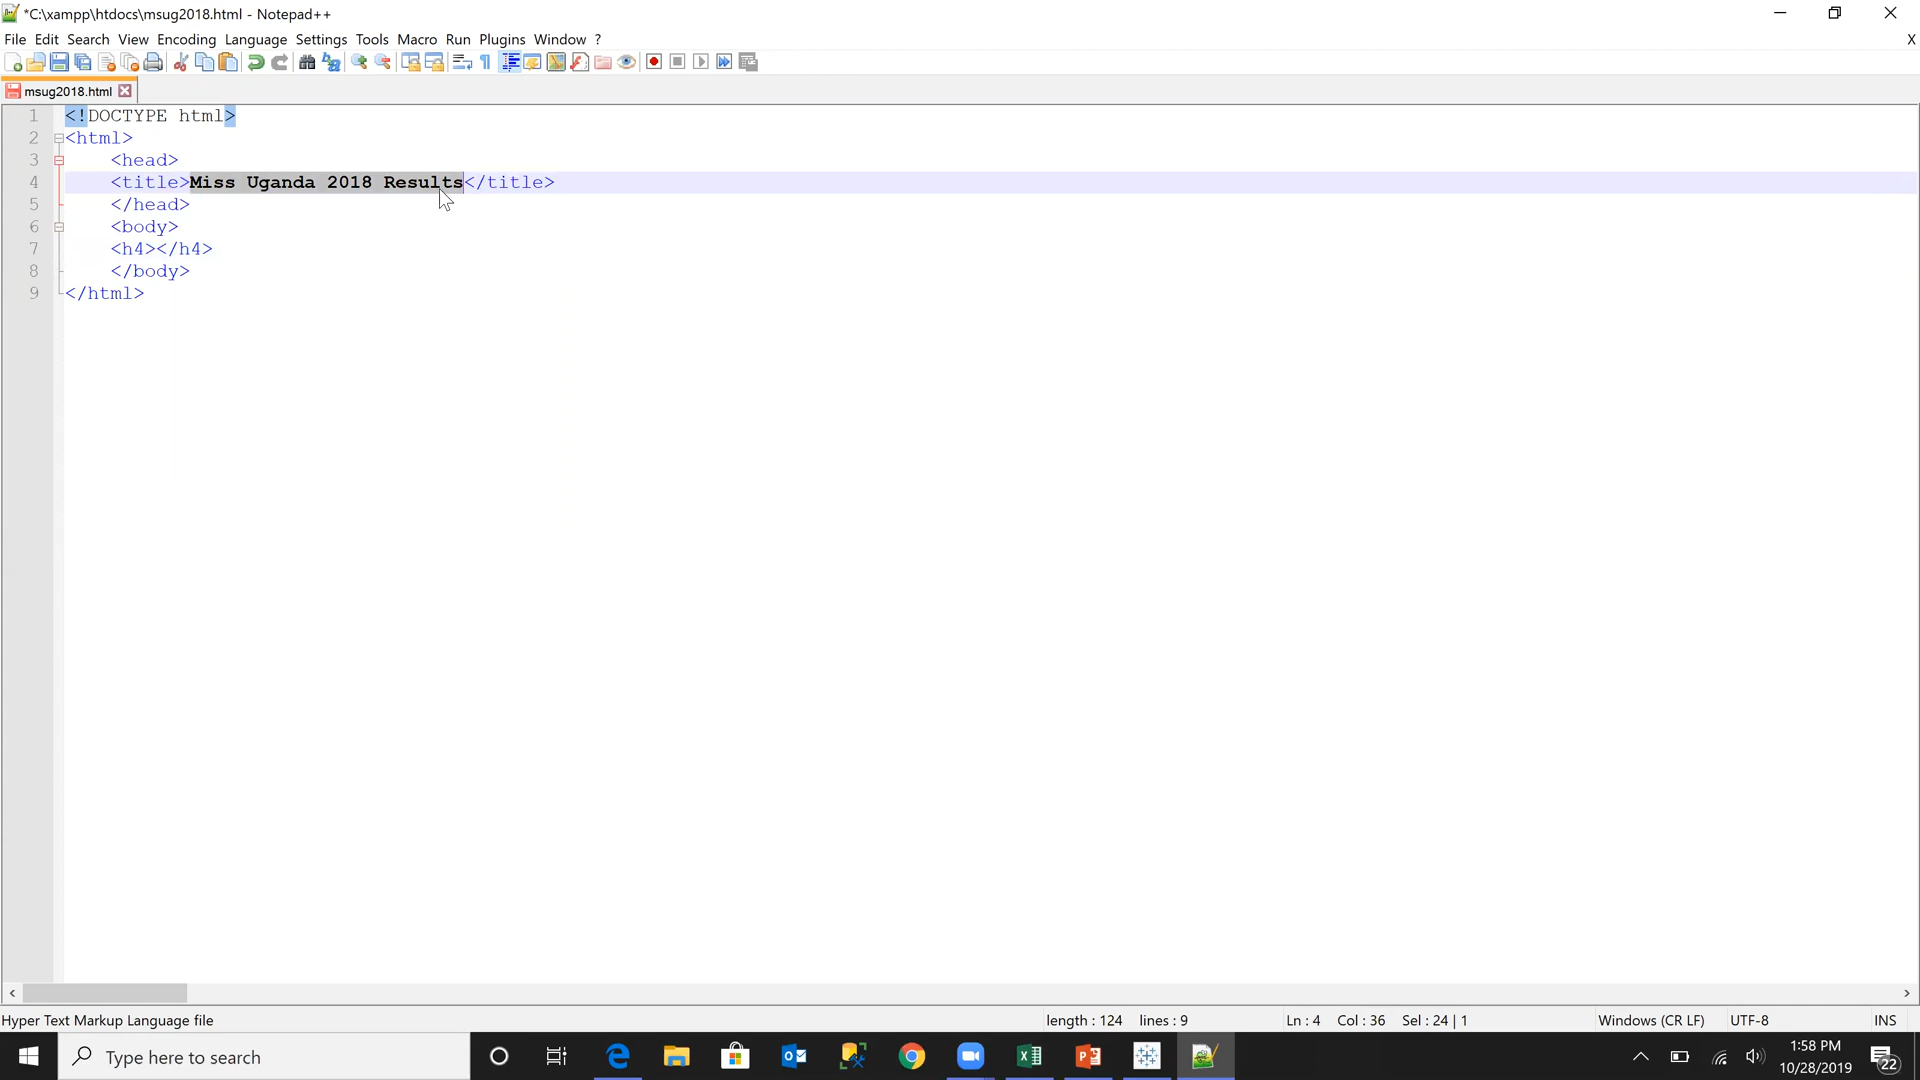 *C:\xampp\htdocs\msug2018.html - Notepad++
File Edit Search View Encoding Language Settings Tools Macro Run Plugins Window ? X
msug2018.html
1 <!DOCTYPE html>
2 <html>
3 <head>
4 <title>Miss Uganda 2018 Results</title>
5 </head>
6 <body>
7 <h4></h4>
8 </body>
9 </html>
Hyper Text Markup Language file length : 124 lines : 9 Ln : 4 Col : 36 Sel : 24 | 1 Windows (CR LF) UTF-8 INS
Type here to search
1:58 PM
10/28/2019
22